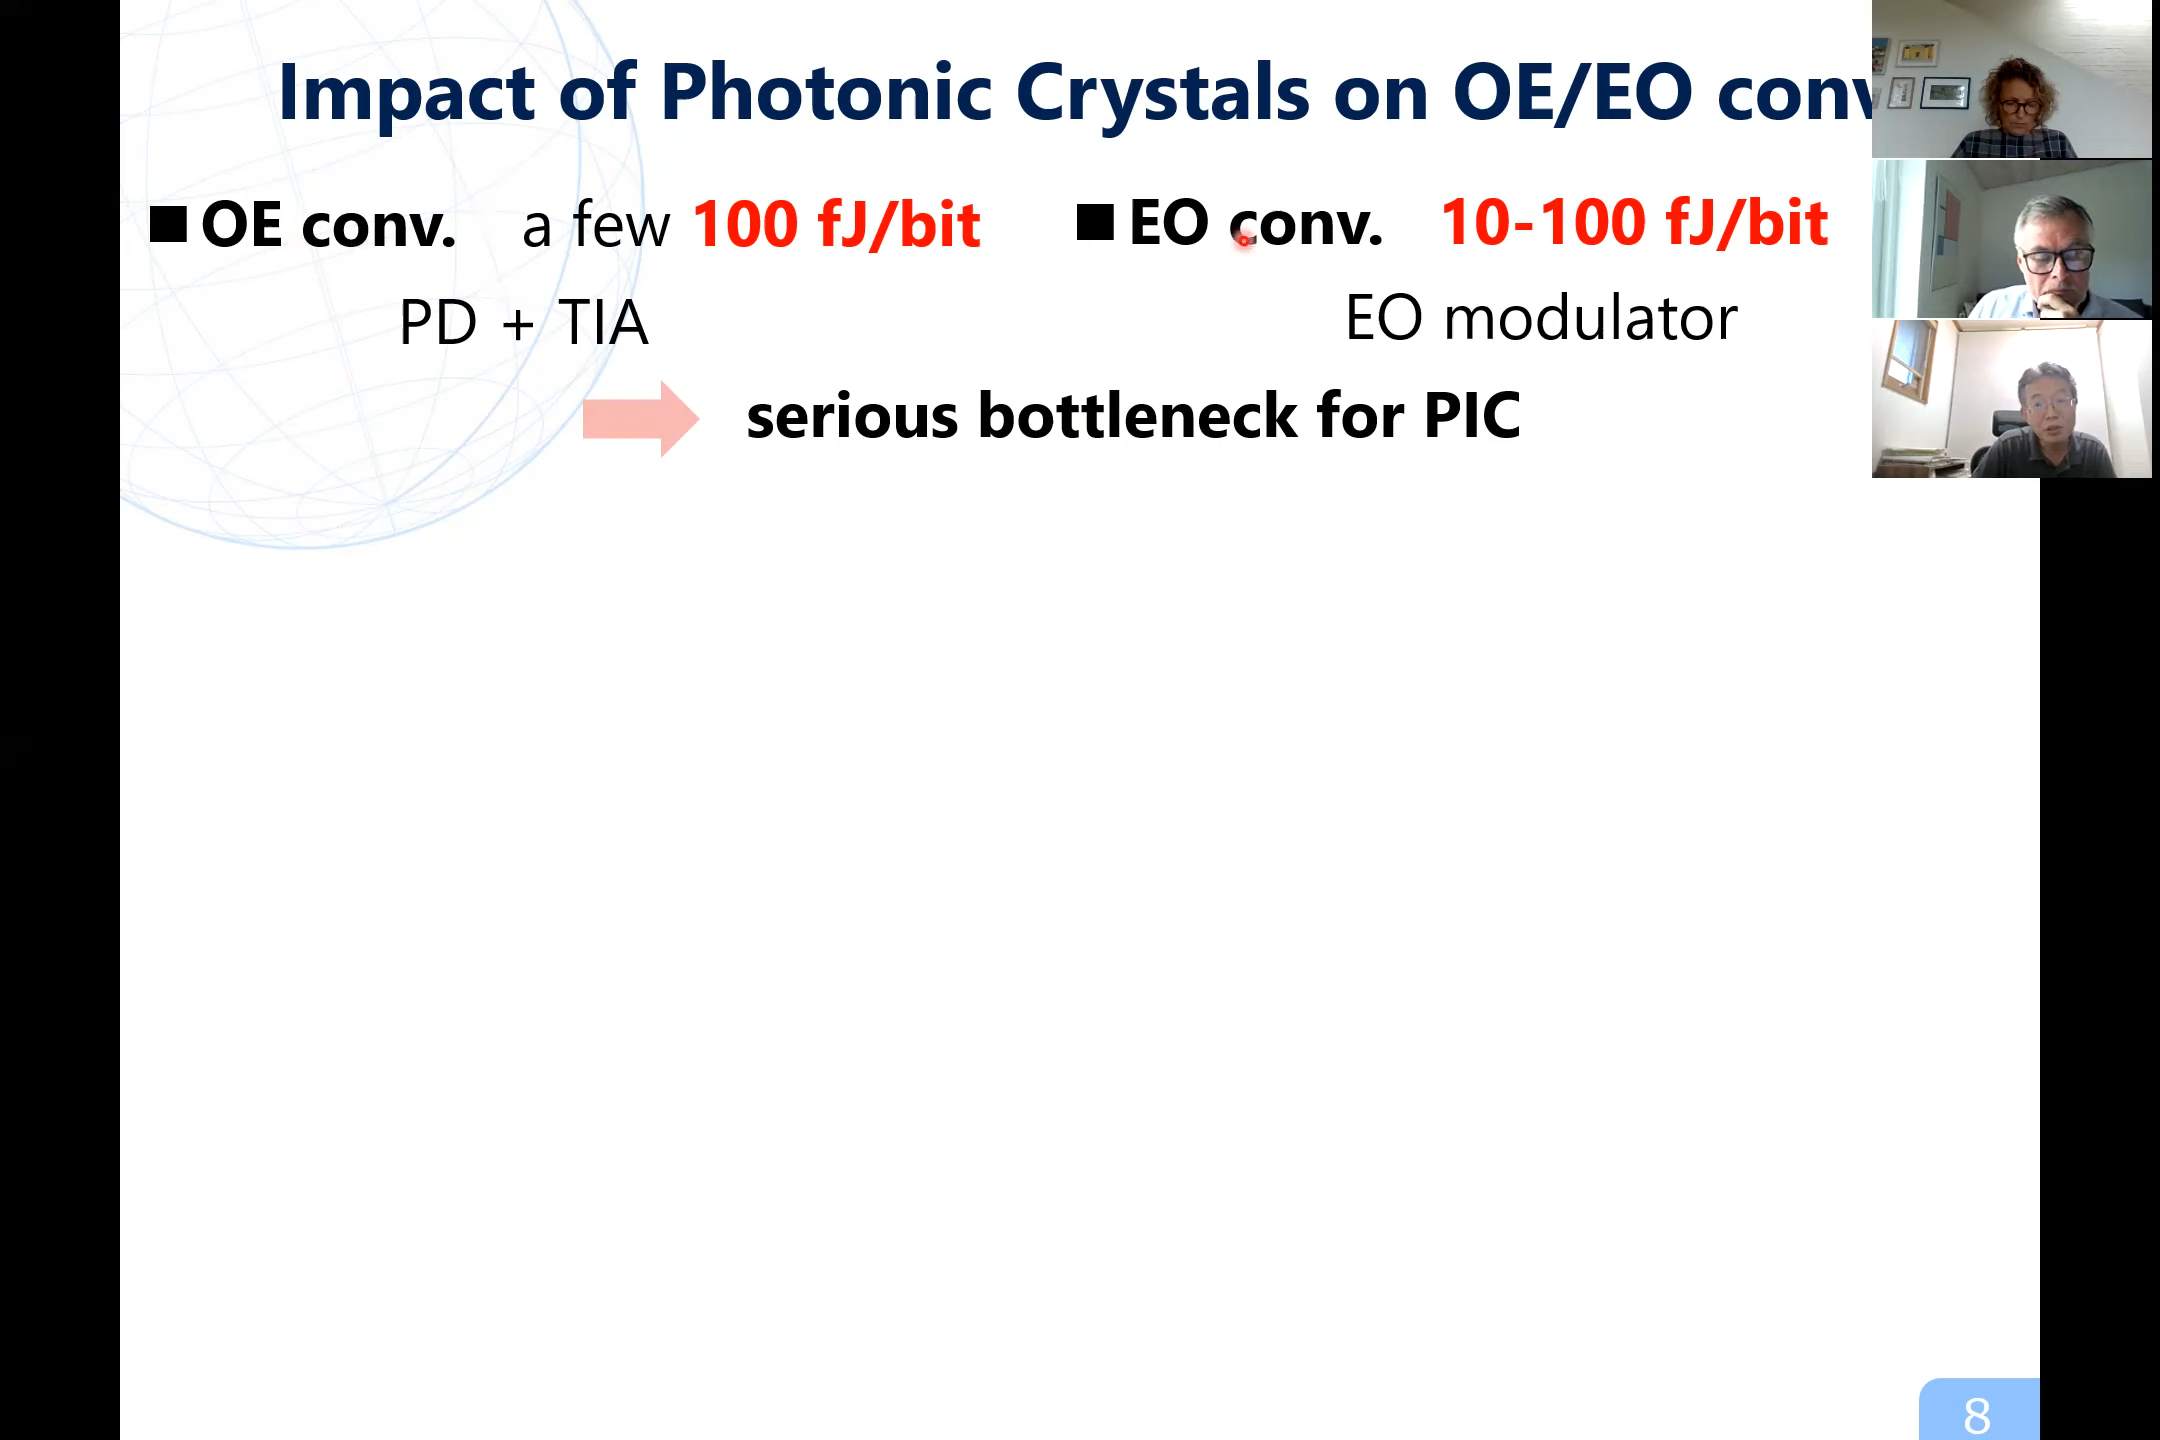 Impact of Photonic Crystals on OE/EO conv
■ OE conv. a few 100 fJ/bit
PD + TIA
■ EO conv. 10-100 fJ/bit
EO modulator
serious bottleneck for PIC
8